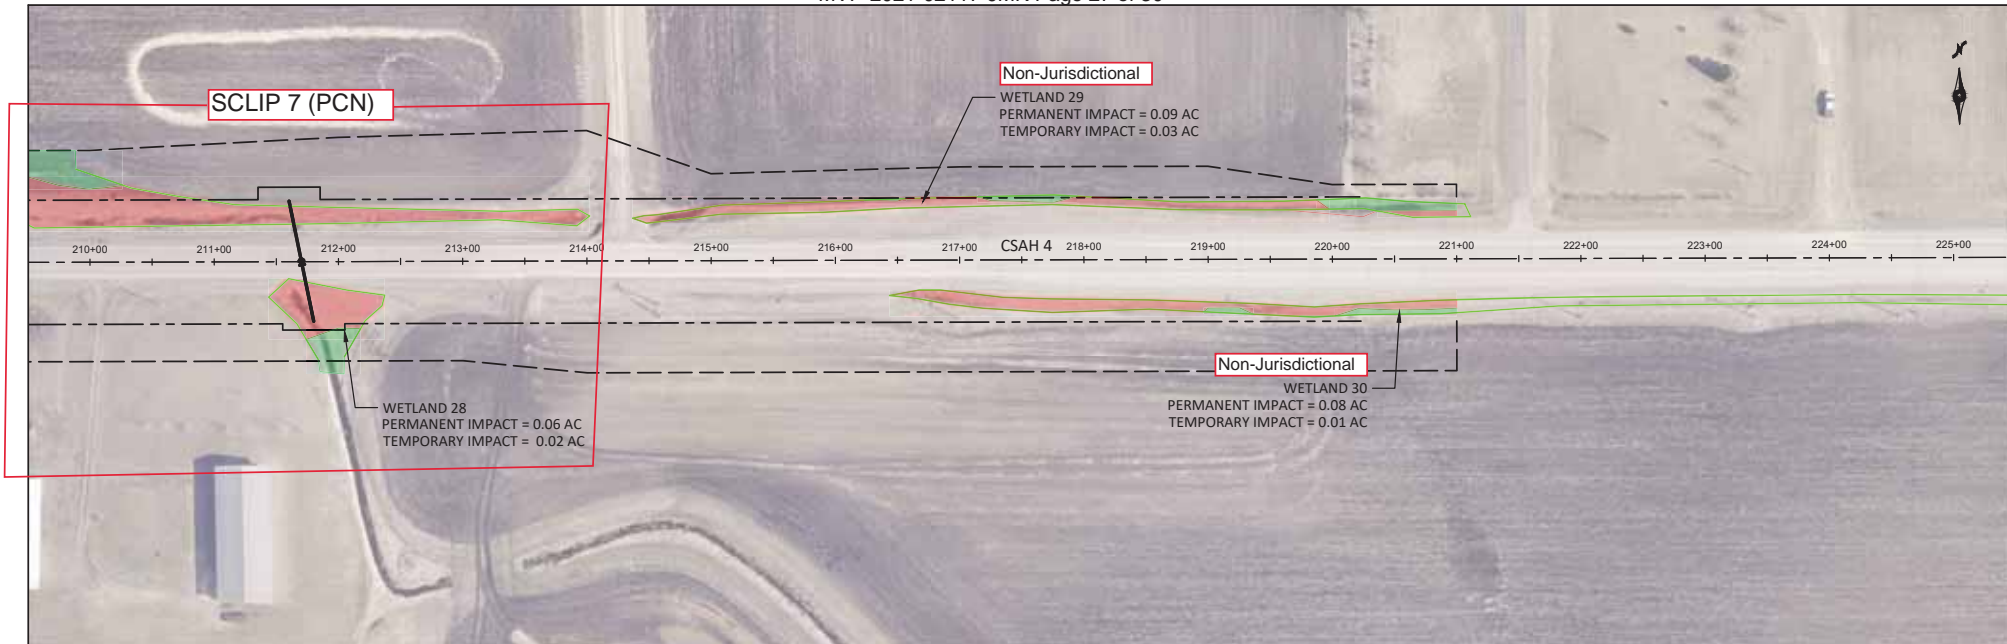 SCLIP 7 (PCN)
Non-Jurisdictional
WETLAND 29
PERMANENT IMPACT = 0.09 AC
TEMPORARY IMPACT = 0.03 AC
N
210+00 211+00 212+00 213+00 214+00 215+00 216+00 217+00 CSAH 4 218+00 219+00 220+00 221+00 222+00 223+00 224+00 225+00
Non-Jurisdictional
WETLAND 30
PERMANENT IMPACT = 0.08 AC
TEMPORARY IMPACT = 0.01 AC
WETLAND 28
PERMANENT IMPACT = 0.06 AC
TEMPORARY IMPACT = 0.02 AC